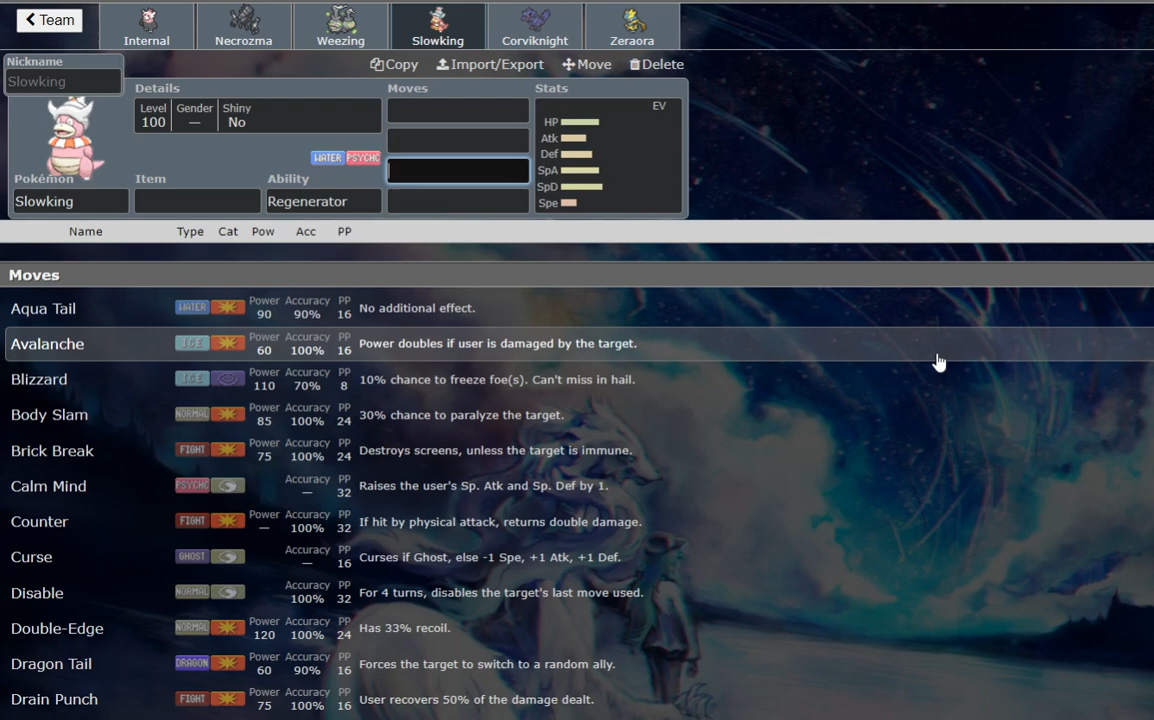 Team
Internal
Necrozma
Weezing
Slowking
Corviknight
Zeraora
Nickname
Slowking
Copy
Import/Export
Move
Delete
Details
Level
100
Gender
—
Shiny
No
WATER PSYCHC
Pokémon
Slowking
Item
Ability
Regenerator
Moves
Stats
EV
HP
Atk
Def
SpA
SpD
Spe
Name Type Cat Pow Acc PP
Moves
Aqua Tail WATER Power 90 Accuracy 90% PP 16 No additional effect.
Avalanche ICE Power 60 Accuracy 100% PP 16 Power doubles if user is damaged by the target.
Blizzard ICE Power 110 Accuracy 70% PP 8 10% chance to freeze foe(s). Can't miss in hail.
Body Slam NORMAL Power 85 Accuracy 100% PP 24 30% chance to paralyze the target.
Brick Break FIGHT Power 75 Accuracy 100% PP 24 Destroys screens, unless the target is immune.
Calm Mind PSYCHC Accuracy — PP 32 Raises the user's Sp. Atk and Sp. Def by 1.
Counter FIGHT Power — Accuracy 100% PP 32 If hit by physical attack, returns double damage.
Curse GHOST Accuracy — PP 16 Curses if Ghost, else -1 Spe, +1 Atk, +1 Def.
Disable NORMAL Accuracy 100% PP 32 For 4 turns, disables the target's last move used.
Double-Edge NORMAL Power 120 Accuracy 100% PP 24 Has 33% recoil.
Dragon Tail DRAGON Power 60 Accuracy 90% PP 16 Forces the target to switch to a random ally.
Drain Punch FIGHT Power 75 Accuracy 100% PP 16 User recovers 50% of the damage dealt.